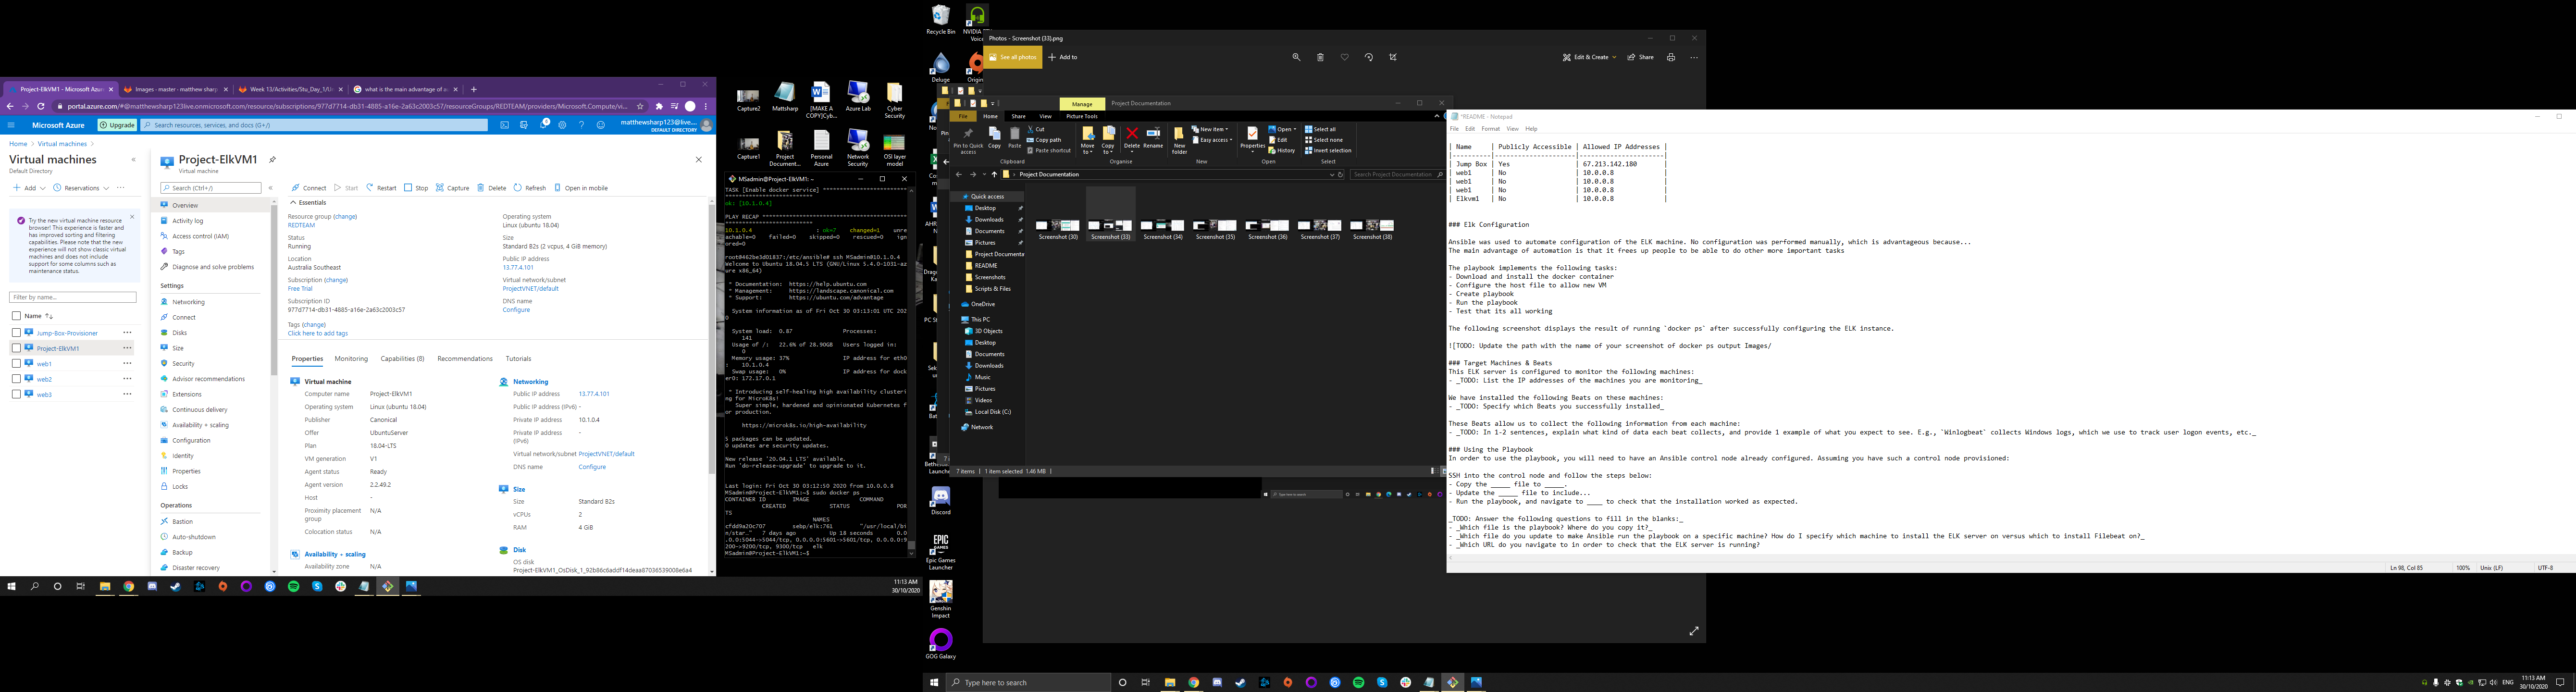 Project-ElkVM1 - Microsoft Azur
Images - master - matthew sharp
Week 13/Activities/Stu_Day_1/Un
what is the main advantage of a
portal.azure.com/#@matthewsharp123live.onmicrosoft.com/resource/subscriptions/977d7714-db31-4885-a16e-2a63c2003c57/resourceGroups/REDTEAM/providers/Microsoft.Compute/vi...
Microsoft Azure
Upgrade
Search resources, services, and docs (G+/)
matthewsharp123@live....
DEFAULT DIRECTORY
Home > Virtual machines >
Virtual machines
Default Directory
Add
Reservations
Try the new virtual machine resource
browser! This experience is faster and
has improved sorting and filtering
capabilities. Please note that the new
experience will not show classic virtual
machines and does not include
support for some columns such as
maintenance status.
Filter by name...
Name
Jump-Box-Provisioner
Project-ElkVM1
web1
web2
web3
Project-ElkVM1
Virtual machine
Search (Ctrl+/)
Overview
Activity log
Access control (IAM)
Tags
Diagnose and solve problems
Settings
Networking
Connect
Disks
Size
Security
Advisor recommendations
Extensions
Continuous delivery
Availability + scaling
Configuration
Identity
Properties
Locks
Operations
Bastion
Auto-shutdown
Backup
Disaster recovery
Connect
Start
Restart
Stop
Capture
Delete
Refresh
Open in mobile
Essentials
Resource group (change)
REDTEAM
Status
Running
Location
Australia Southeast
Subscription (change)
Free Trial
Subscription ID
977d7714-db31-4885-a16e-2a63c2003c57
Tags (change)
Click here to add tags
Operating system
Linux (ubuntu 18.04)
Size
Standard B2s (2 vcpus, 4 GiB memory)
Public IP address
13.77.4.101
Virtual network/subnet
ProjectVNET/default
DNS name
Configure
Properties
Monitoring
Capabilities (8)
Recommendations
Tutorials
Virtual machine
Computer name Project-ElkVM1
Operating system Linux (ubuntu 18.04)
Publisher Canonical
Offer UbuntuServer
Plan 18.04-LTS
VM generation V1
Agent status Ready
Agent version 2.2.49.2
Host -
Proximity placement group N/A
Colocation status N/A
Availability + scaling
Availability zone N/A
Networking
Public IP address 13.77.4.101
Public IP address (IPv6) -
Private IP address 10.1.0.4
Private IP address (IPv6) -
Virtual network/subnet ProjectVNET/default
DNS name Configure
Size
Size Standard B2s
vCPUs 2
RAM 4 GiB
Disk
OS disk
Project-ElkVM1_OsDisk_1_92b86c6addf14deaa87036539008e6a4
11:13 AM
30/10/2020
Capture2
Mattsharp
[MAKE A COPY]Cyb...
Azure Lab
Cyber Security
Capture1
Project Document...
Personal Azure
Network Security
OSI layer model
MSadmin@Project-ElkVM1: ~
TASK [Enable docker service] **********************
ok: [10.1.0.4]
PLAY RECAP ****************************************
10.1.0.4 : ok=7 changed=1 unre
achable=0 failed=0 skipped=0 rescued=0 ign
ored=0
root@462be3d01837:/etc/ansible# ssh MSadmin@10.1.0.4
Welcome to Ubuntu 18.04.5 LTS (GNU/Linux 5.4.0-1031-az
ure x86_64)
* Documentation: https://help.ubuntu.com
* Management: https://landscape.canonical.com
* Support: https://ubuntu.com/advantage
System information as of Fri Oct 30 03:13:01 UTC 202
0
System load: 0.87 Processes:
141
Usage of /: 22.6% of 28.90GB Users logged in:
0
Memory usage: 37% IP address for eth0
: 10.1.0.4
Swap usage: 0% IP address for dock
er0: 172.17.0.1
* Introducing self-healing high availability clusteri
ng for MicroK8s!
Super simple, hardened and opinionated Kubernetes f
or production.
https://microk8s.io/high-availability
5 packages can be updated.
0 updates are security updates.
New release '20.04.1 LTS' available.
Run 'do-release-upgrade' to upgrade to it.
Last login: Fri Oct 30 03:12:50 2020 from 10.0.0.8
MSadmin@Project-ElkVM1:~$ sudo docker ps
CONTAINER ID IMAGE COMMAND
CREATED STATUS POR
TS
NAMES
cfdd9a20c707 sebp/elk:761 "/usr/local/bi
n/star…" 7 days ago Up 18 seconds 0.0
.0.0:5044->5044/tcp, 0.0.0.0:5601->5601/tcp, 0.0.0.0:9
200->9200/tcp, 9300/tcp elk
MSadmin@Project-ElkVM1:~$
Recycle Bin
NVIDIA
Voice
Deluge
Origin
Discord
Epic Games Launcher
Genshin Impact
GOG Galaxy
Photos - Screenshot (33).png
See all photos
Add to
Edit & Create
Share
Manage
Project Documentation
File
Home
Share
View
Picture Tools
Pin to Quick access
Copy
Paste
Cut
Copy path
Paste shortcut
Clipboard
Move to
Copy to
Delete
Rename
Organise
New folder
New item
Easy access
New
Properties
Open
Edit
History
Open
Select all
Select none
Invert selection
Select
Project Documentation
Search Project Documentation
Quick access
Desktop
Downloads
Documents
Pictures
Project Documenta
README
Screenshots
Scripts & Files
OneDrive
This PC
3D Objects
Desktop
Documents
Downloads
Music
Pictures
Videos
Local Disk (C:)
Network
Screenshot (30)
Screenshot (33)
Screenshot (34)
Screenshot (35)
Screenshot (36)
Screenshot (37)
Screenshot (38)
7 items
1 item selected 1.46 MB
Type here to search
*README - Notepad
File Edit Format View Help
| Name | Publicly Accessible | Allowed IP Addresses |
|----------|---------------------|----------------------|
| Jump Box | Yes | 67.213.142.180 |
| web1 | No | 10.0.0.8 |
| web1 | No | 10.0.0.8 |
| web1 | No | 10.0.0.8 |
| Elkvm1 | No | 10.0.0.8 |
### Elk Configuration
Ansible was used to automate configuration of the ELK machine. No configuration was performed manually, which is advantageous because...
The main advantage of automation is that it frees up people to be able to do other more important tasks
The playbook implements the following tasks:
- Download and install the docker container
- Configure the host file to allow new VM
- Create playbook
- Run the playbook
- Test that its all working
The following screenshot displays the result of running `docker ps` after successfully configuring the ELK instance.
![TODO: Update the path with the name of your screenshot of docker ps output Images/
### Target Machines & Beats
This ELK server is configured to monitor the following machines:
- _TODO: List the IP addresses of the machines you are monitoring_
We have installed the following Beats on these machines:
- _TODO: Specify which Beats you successfully installed_
These Beats allow us to collect the following information from each machine:
- _TODO: In 1-2 sentences, explain what kind of data each beat collects, and provide 1 example of what you expect to see. E.g., `Winlogbeat` collects Windows logs, which we use to track user logon events, etc._
### Using the Playbook
In order to use the playbook, you will need to have an Ansible control node already configured. Assuming you have such a control node provisioned:
SSH into the control node and follow the steps below:
- Copy the _____ file to _____.
- Update the _____ file to include...
- Run the playbook, and navigate to ____ to check that the installation worked as expected.
_TODO: Answer the following questions to fill in the blanks:_
- _Which file is the playbook? Where do you copy it?_
- _Which file do you update to make Ansible run the playbook on a specific machine? How do I specify which machine to install the ELK server on versus which to install Filebeat on?_
- _Which URL do you navigate to in order to check that the ELK server is running?
Ln 98, Col 85
100%
Unix (LF)
UTF-8
Type here to search
ENG
11:13 AM
30/10/2020